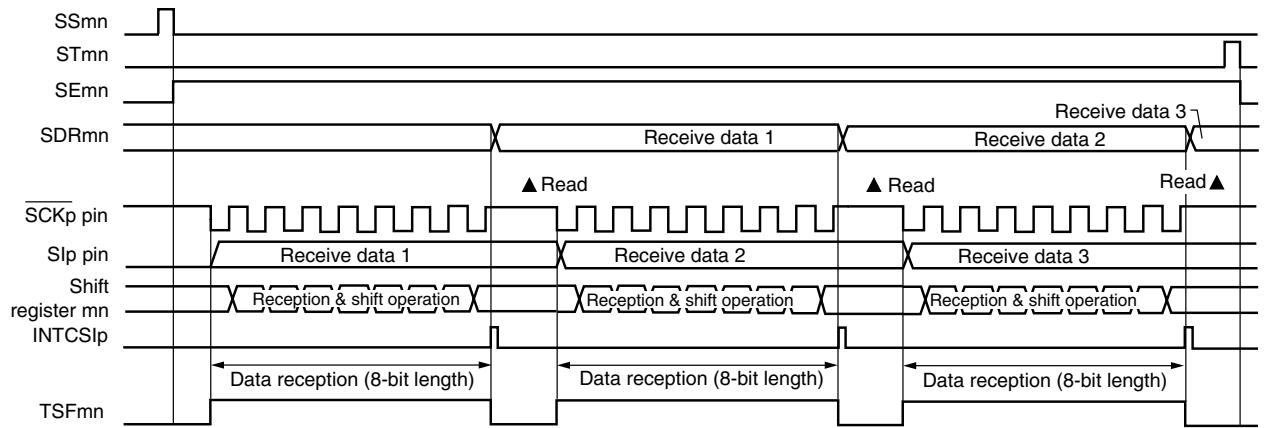 SSmn
STmn
SEmn
Receive data 3
SDRmn
Receive data 1
Receive data 2
▲ Read
▲ Read
Read ▲
SCKp pin
SIp pin
Receive data 1
Receive data 2
Receive data 3
Shift
register mn
Reception & shift operation
Reception & shift operation
Reception & shift operation
INTCSIp
Data reception (8-bit length)
Data reception (8-bit length)
Data reception (8-bit length)
TSFmn